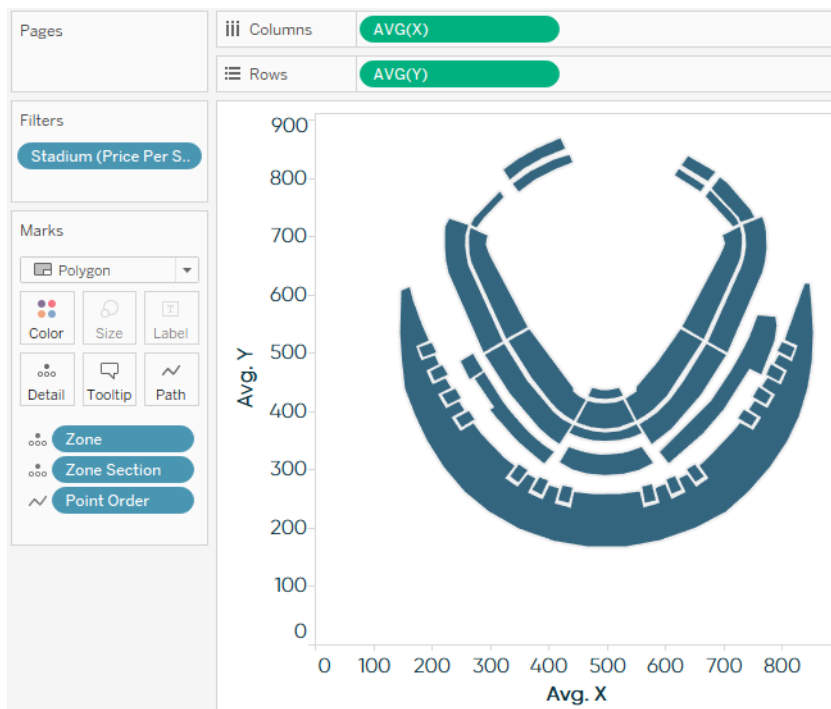 Pages
Columns
AVG(X)
Rows
AVG(Y)
Filters
Stadium (Price Per S..
Marks
Polygon
Color
Size
Label
Detail
Tooltip
Path
Zone
Zone Section
Point Order
Avg. Y
900
800
700
600
500
400
300
200
100
0
0 100 200 300 400 500 600 700 800
Avg. X